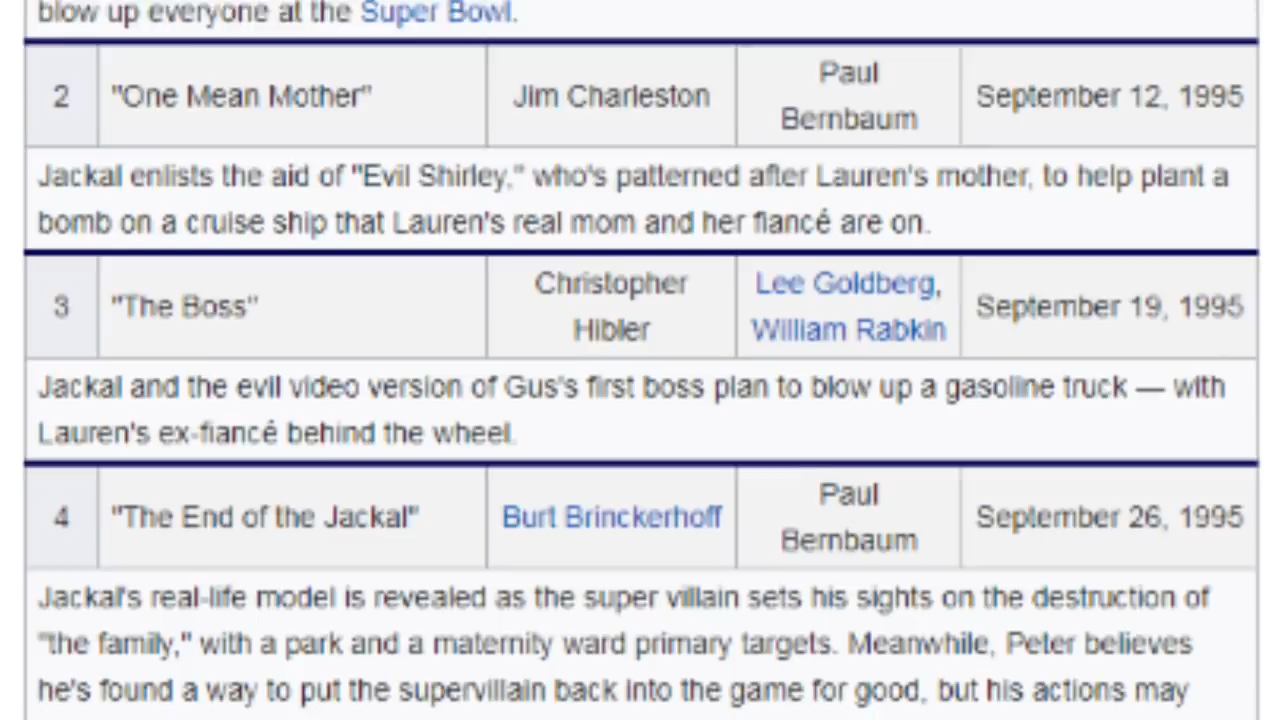 blow up everyone at the Super Bowl.
2 "One Mean Mother" Jim Charleston Paul Bernbaum September 12, 1995
Jackal enlists the aid of "Evil Shirley," who's patterned after Lauren's mother, to help plant a
bomb on a cruise ship that Lauren's real mom and her fiancé are on.
3 "The Boss" Christopher Hibler Lee Goldberg, William Rabkin September 19, 1995
Jackal and the evil video version of Gus's first boss plan to blow up a gasoline truck — with
Lauren's ex-fiancé behind the wheel.
4 "The End of the Jackal" Burt Brinckerhoff Paul Bernbaum September 26, 1995
Jackal's real-life model is revealed as the super villain sets his sights on the destruction of
"the family," with a park and a maternity ward primary targets. Meanwhile, Peter believes
he's found a way to put the supervillain back into the game for good, but his actions may